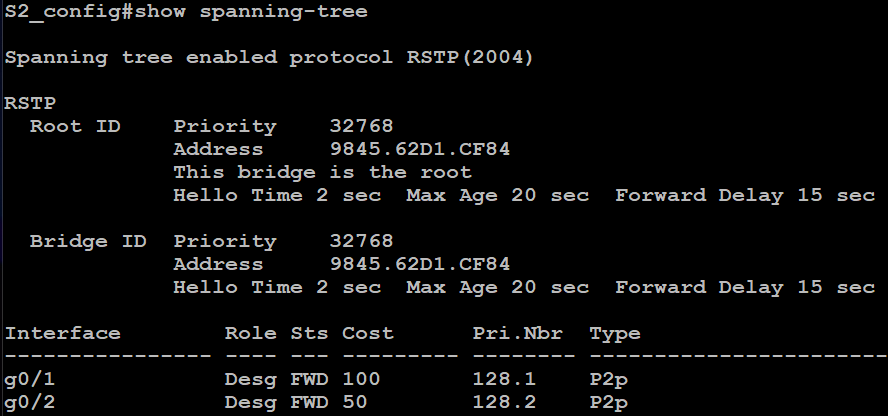 S2_config#show spanning-tree
Spanning tree enabled protocol RSTP(2004)
RSTP
  Root ID    Priority    32768
             Address     9845.62D1.CF84
             This bridge is the root
             Hello Time 2 sec  Max Age 20 sec  Forward Delay 15 sec
  Bridge ID  Priority    32768
             Address     9845.62D1.CF84
             Hello Time 2 sec  Max Age 20 sec  Forward Delay 15 sec
Interface        Role Sts Cost      Pri.Nbr  Type
---------------- ---- --- --------- -------- -----------------------
g0/1             Desg FWD 100       128.1    P2p
g0/2             Desg FWD 50        128.2    P2p